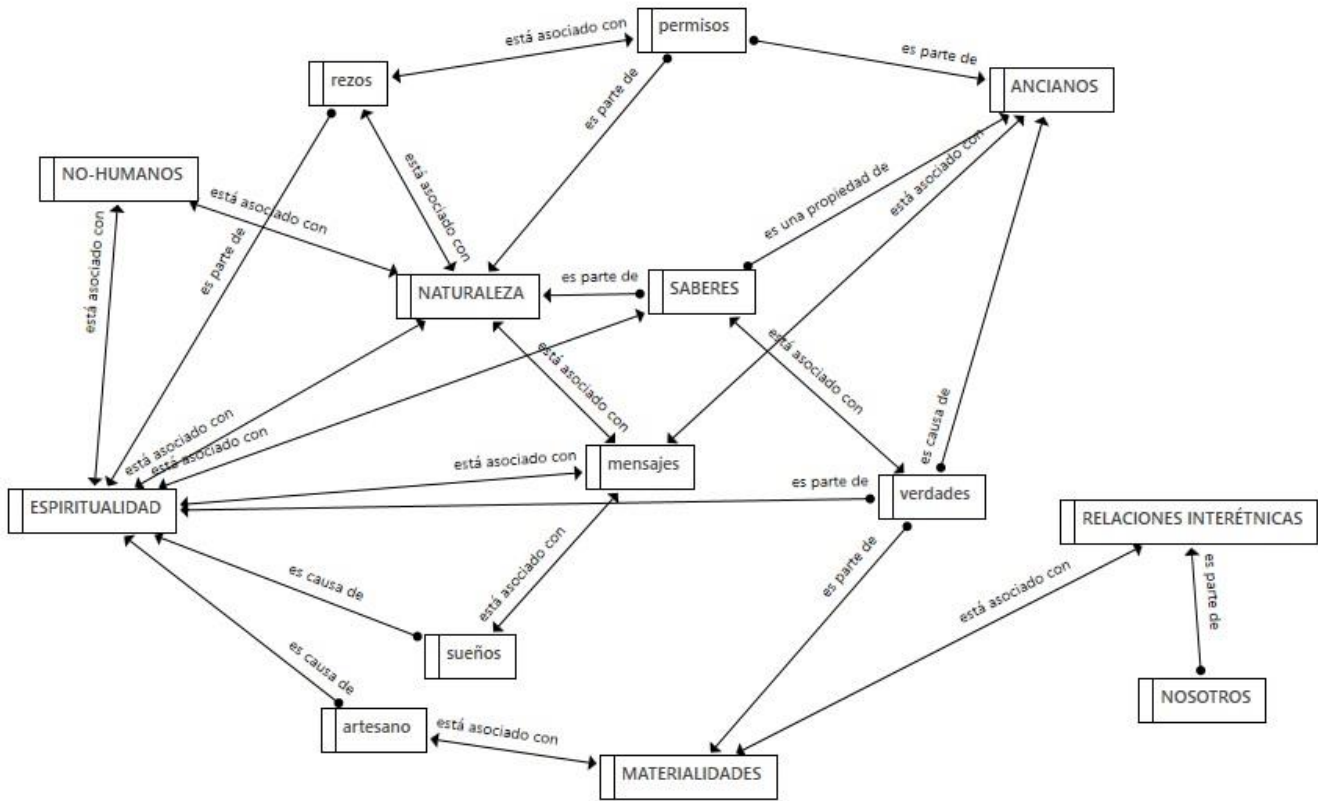 permisos
está asociado con
es parte de
rezos
ANCIANOS
es parte de
está asociado con
NO-HUMANOS
está asociado con
es una propiedad de
está asociado con
es parte de
está asociado con
NATURALEZA
es parte de
SABERES
está asociado con
está asociado con
es causa de
está asociado con
está asociado con
está asociado con
mensajes
es parte de
verdades
ESPIRITUALIDAD
RELACIONES INTERÉTNICAS
es causa de
está asociado con
es parte de
está asociado con
es parte de
sueños
es causa de
NOSOTROS
artesano
está asociado con
MATERIALIDADES